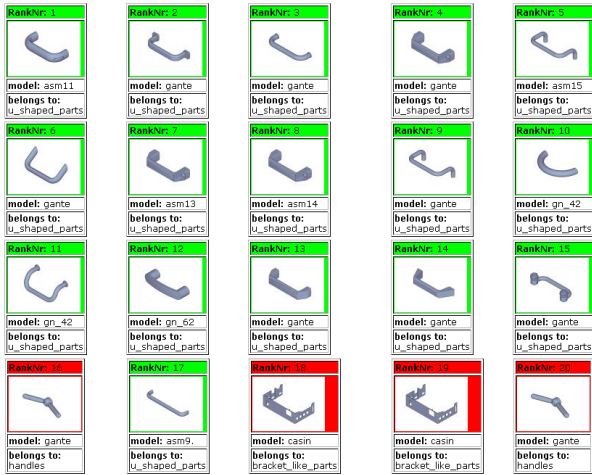 RankNr: 1
model: asm11
belongs to:
u_shaped_parts
RankNr: 2
model: gante
belongs to:
u_shaped_parts
RankNr: 3
model: gante
belongs to:
u_shaped_parts
RankNr: 4
model: gante
belongs to:
u_shaped_parts
RankNr: 5
model: asm15
belongs to:
u_shaped_parts
RankNr: 6
model: gante
belongs to:
u_shaped_parts
RankNr: 7
model: asm13
belongs to:
u_shaped_parts
RankNr: 8
model: asm14
belongs to:
u_shaped_parts
RankNr: 9
model: gante
belongs to:
u_shaped_parts
RankNr: 10
model: gn_42
belongs to:
u_shaped_parts
RankNr: 11
model: gn_42
belongs to:
u_shaped_parts
RankNr: 12
model: gn_62
belongs to:
u_shaped_parts
RankNr: 13
model: gante
belongs to:
u_shaped_parts
RankNr: 14
model: gante
belongs to:
u_shaped_parts
RankNr: 15
model: gante
belongs to:
u_shaped_parts
RankNr: 16
model: gante
belongs to:
handles
RankNr: 17
model: asm9.
belongs to:
u_shaped_parts
RankNr: 18
model: casin
belongs to:
bracket_like_parts
RankNr: 19
model: casin
belongs to:
bracket_like_parts
RankNr: 20
model: gante
belongs to:
handles